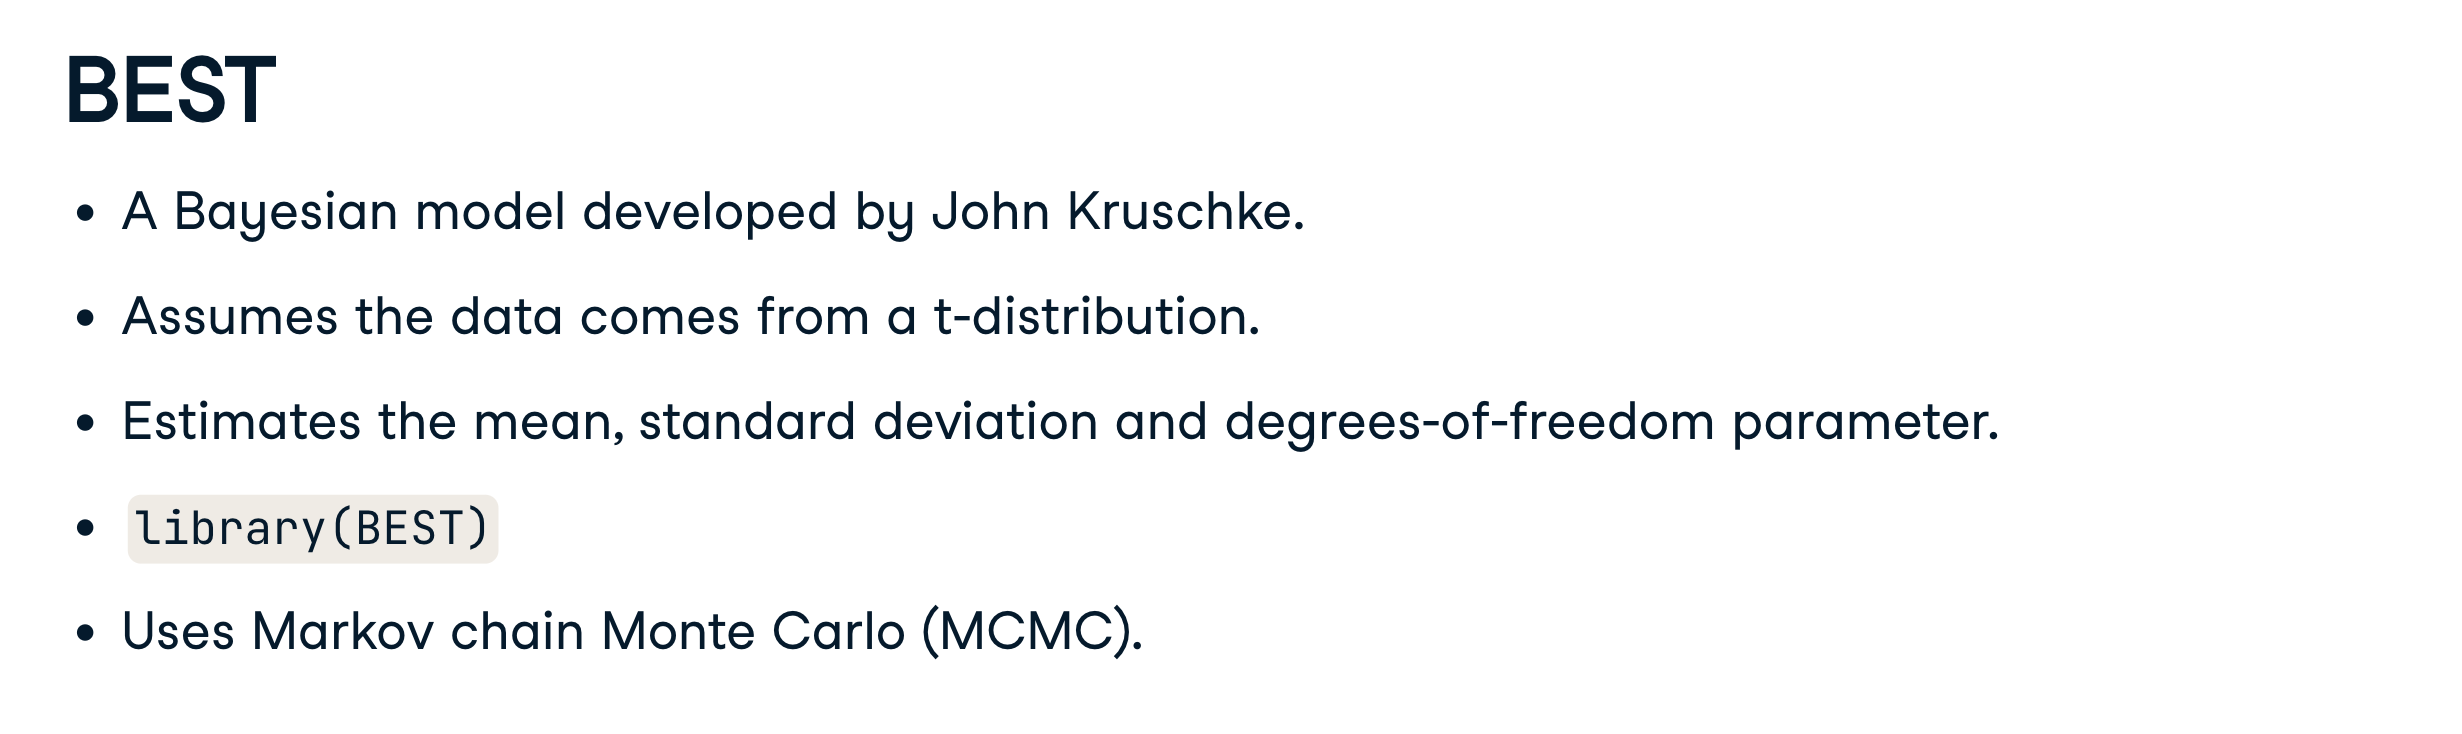 BEST
• A Bayesian model developed by John Kruschke.
• Assumes the data comes from a t-distribution.
• Estimates the mean, standard deviation and degrees-of-freedom parameter.
• library(BEST)
• Uses Markov chain Monte Carlo (MCMC).